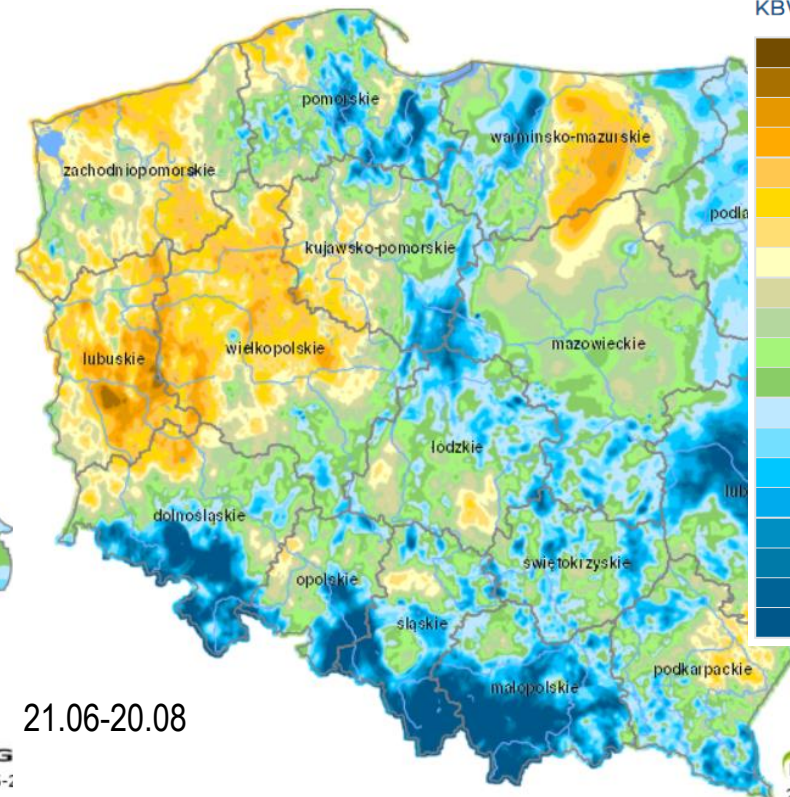 KBW
pomorskie
warmińsko-mazurskie
zachodniopomorskie
podla
kujawsko-pomorskie
mazowieckie
wielkopolskie
lubuskie
łódzkie
lub
dolnośląskie
świętokrzyskie
opolskie
śląskie
podkarpackie
małopolskie
21.06-20.08
G